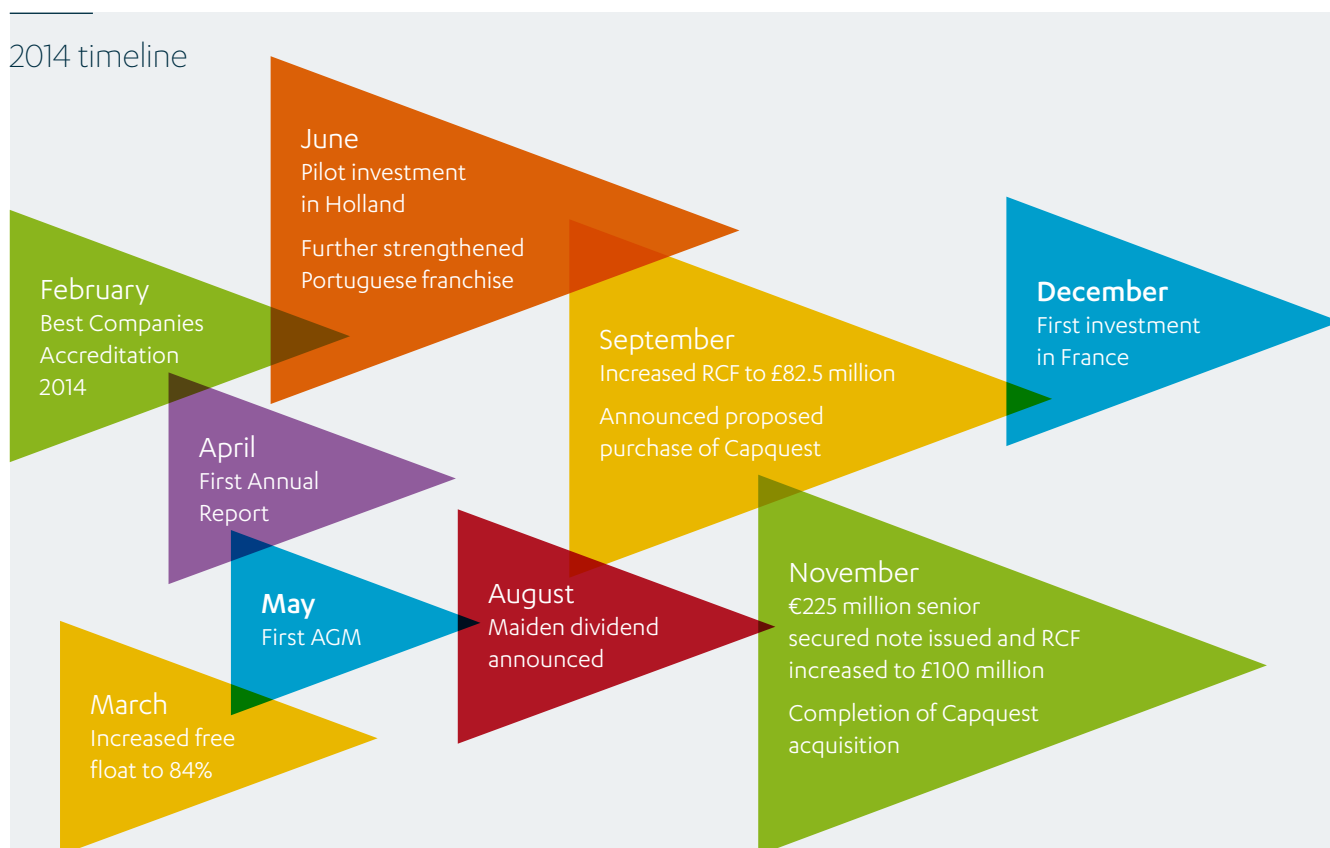 2014 timeline
February
Best Companies
Accreditation
2014
March
Increased free
float to 84%
April
First Annual
Report
May
First AGM
June
Pilot investment
in Holland
Further strengthened
Portuguese franchise
August
Maiden dividend
announced
September
Increased RCF to £82.5 million
Announced proposed
purchase of Capquest
November
€225 million senior
secured note issued and RCF
increased to £100 million
Completion of Capquest
acquisition
December
First investment
in France